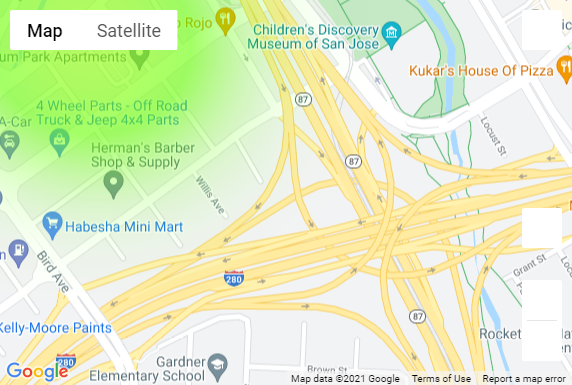 Map
Satellite
o Rojo
Children's Discovery
Museum of San Jose
um Park Apartments
Kukar's House Of Pizza
87
4 Wheel Parts - Off Road
Truck & Jeep 4x4 Parts
A-Car
Locust St
Herman's Barber
Shop & Supply
87
Willis Ave
Habesha Mini Mart
Bird Ave
280
Grant St
87
Kelly-Moore Paints
Rocket
280
Gardner
Elementary School
Brown St
Google
Map data ©2021 Google
Terms of Use
Report a map error